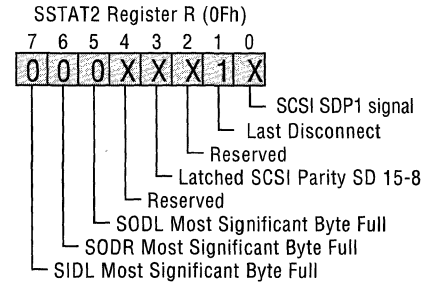 SSTAT2 Register R (0Fh)
7 6 5 4 3 2 1 0
0 0 0 X X X 1 X
SCSI SDP1 signal
Last Disconnect
Reserved
Latched SCSI Parity SD 15-8
Reserved
SODL Most Significant Byte Full
SODR Most Significant Byte Full
SIDL Most Significant Byte Full